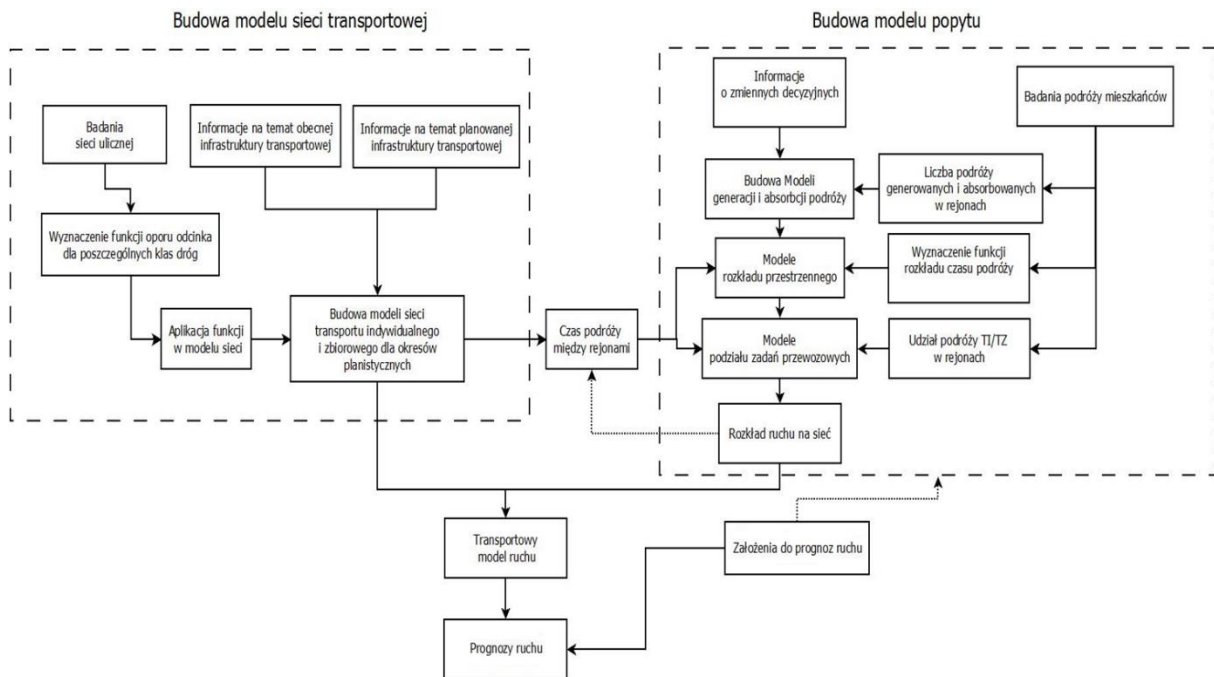 Budowa modelu sieci transportowej
Badania
sieci ulicznej
Informacje na temat obecnej
infrastruktury transportowej
Informacje na temat planowanej
infrastruktury transportowej
Wyznaczenie funkcji oporu odcinka
dla poszczególnych klas dróg
Aplikacja funkcji
w modelu sieci
Budowa modeli sieci
transportu indywidualnego
i zbiorowego dla okresów
planistycznych
Czas podróży
między rejonami
Budowa modelu popytu
Informacje
o zmiennych decyzyjnych
Badania podróży mieszkańców
Budowa Modeli
generacji i absorbcji podróży
Liczba podróży
generowanych i absorbowanych
w rejonach
Modele
rozkładu przestrzennego
Wyznaczenie funkcji
rozkładu czasu podróży
Modele
podziału zadań przewozowych
Udział podróży TI/TZ
w rejonach
Rozkład ruchu na sieć
Transportowy
model ruchu
Założenia do prognoz ruchu
Prognozy ruchu